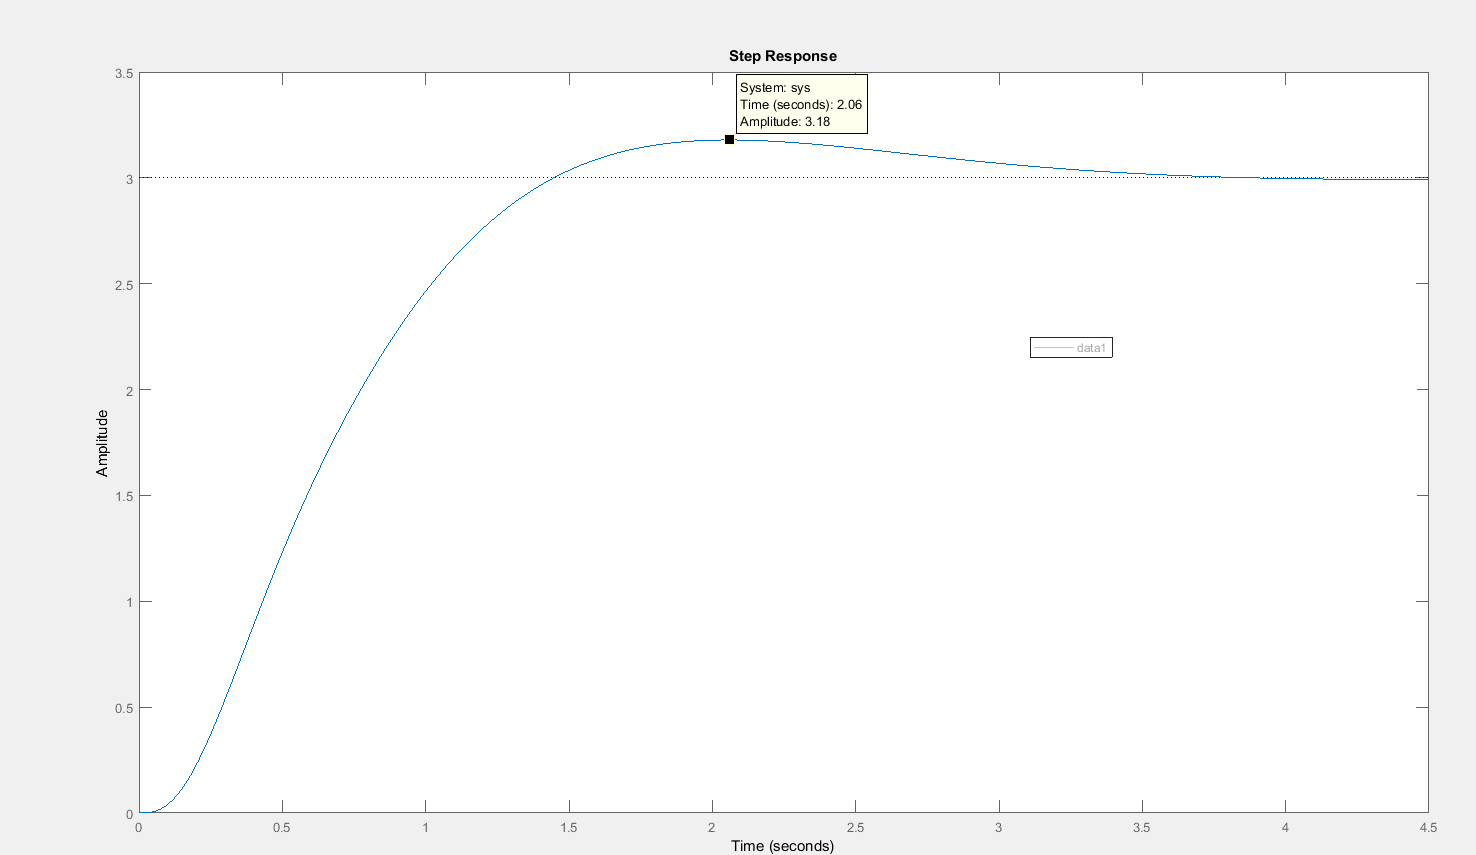 Step Response
System: sys
Time (seconds): 2.06
Amplitude: 3.18
3.5
3
2.5
2
1.5
1
0.5
0
Amplitude
data1
0 0.5 1 1.5 2 2.5 3 3.5 4 4.5
Time (seconds)